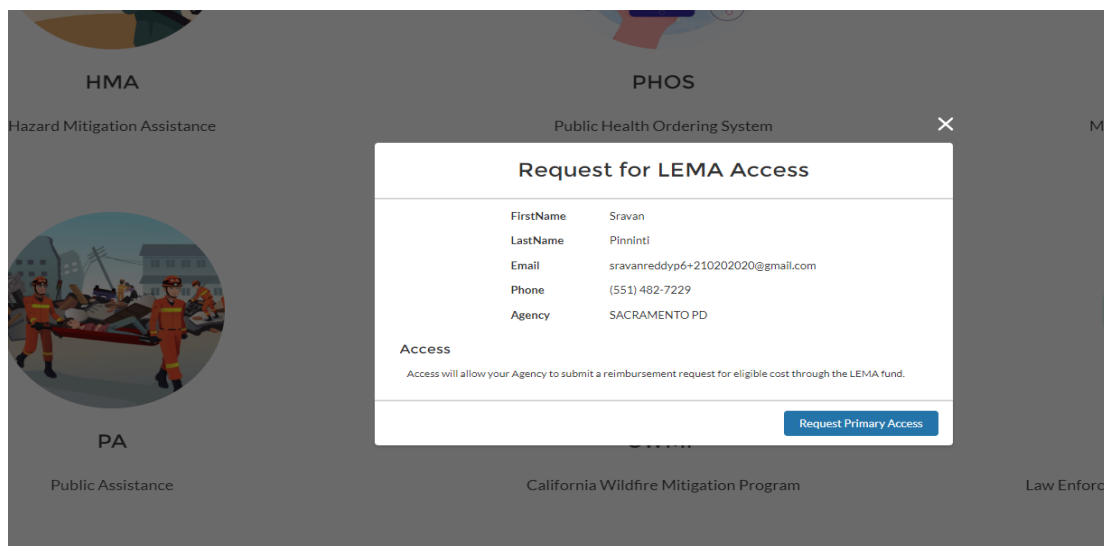 HMA
PHOS
Hazard Mitigation Assistance
Public Health Ordering System
M
Request for LEMA Access
FirstName Sravan
LastName Pinninti
Email sravanreddyp6+210202020@gmail.com
Phone (551) 482-7229
Agency SACRAMENTO PD
Access
Access will allow your Agency to submit a reimbursement request for eligible cost through the LEMA fund.
Request Primary Access
PA
Public Assistance
California Wildfire Mitigation Program
Law Enforc